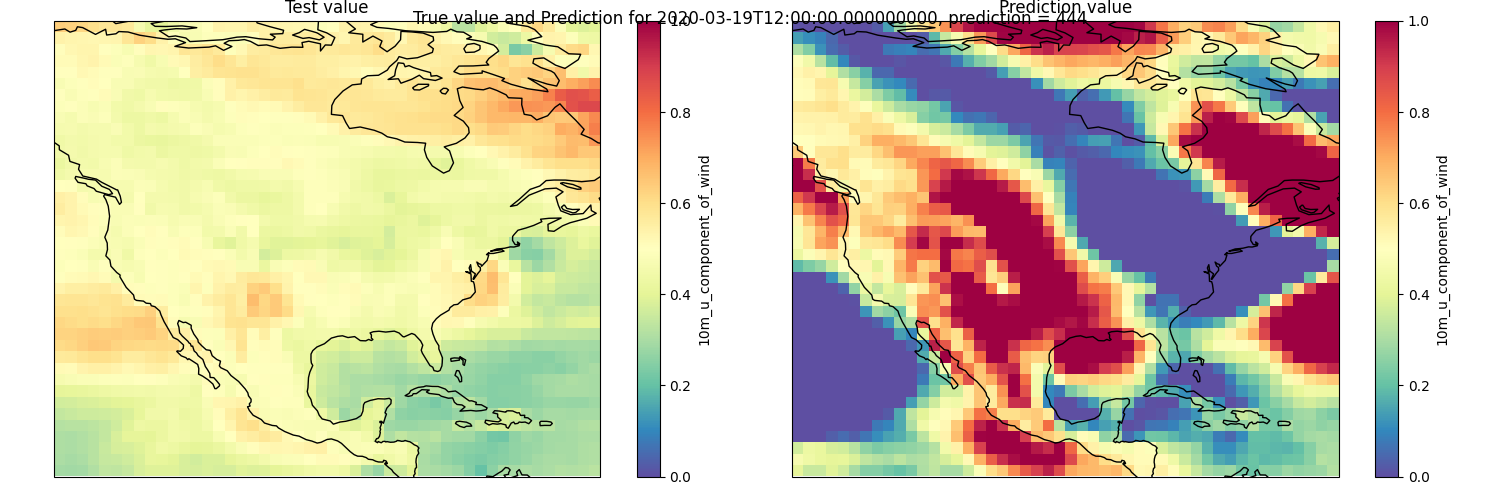 Test value
True value and Prediction for 2020-03-19T12:00:00.000000000, prediction = 444
Prediction value
1.0
0.8
0.6
0.4
0.2
0.0
10m_u_component_of_wind
1.0
0.8
0.6
0.4
0.2
0.0
10m_u_component_of_wind